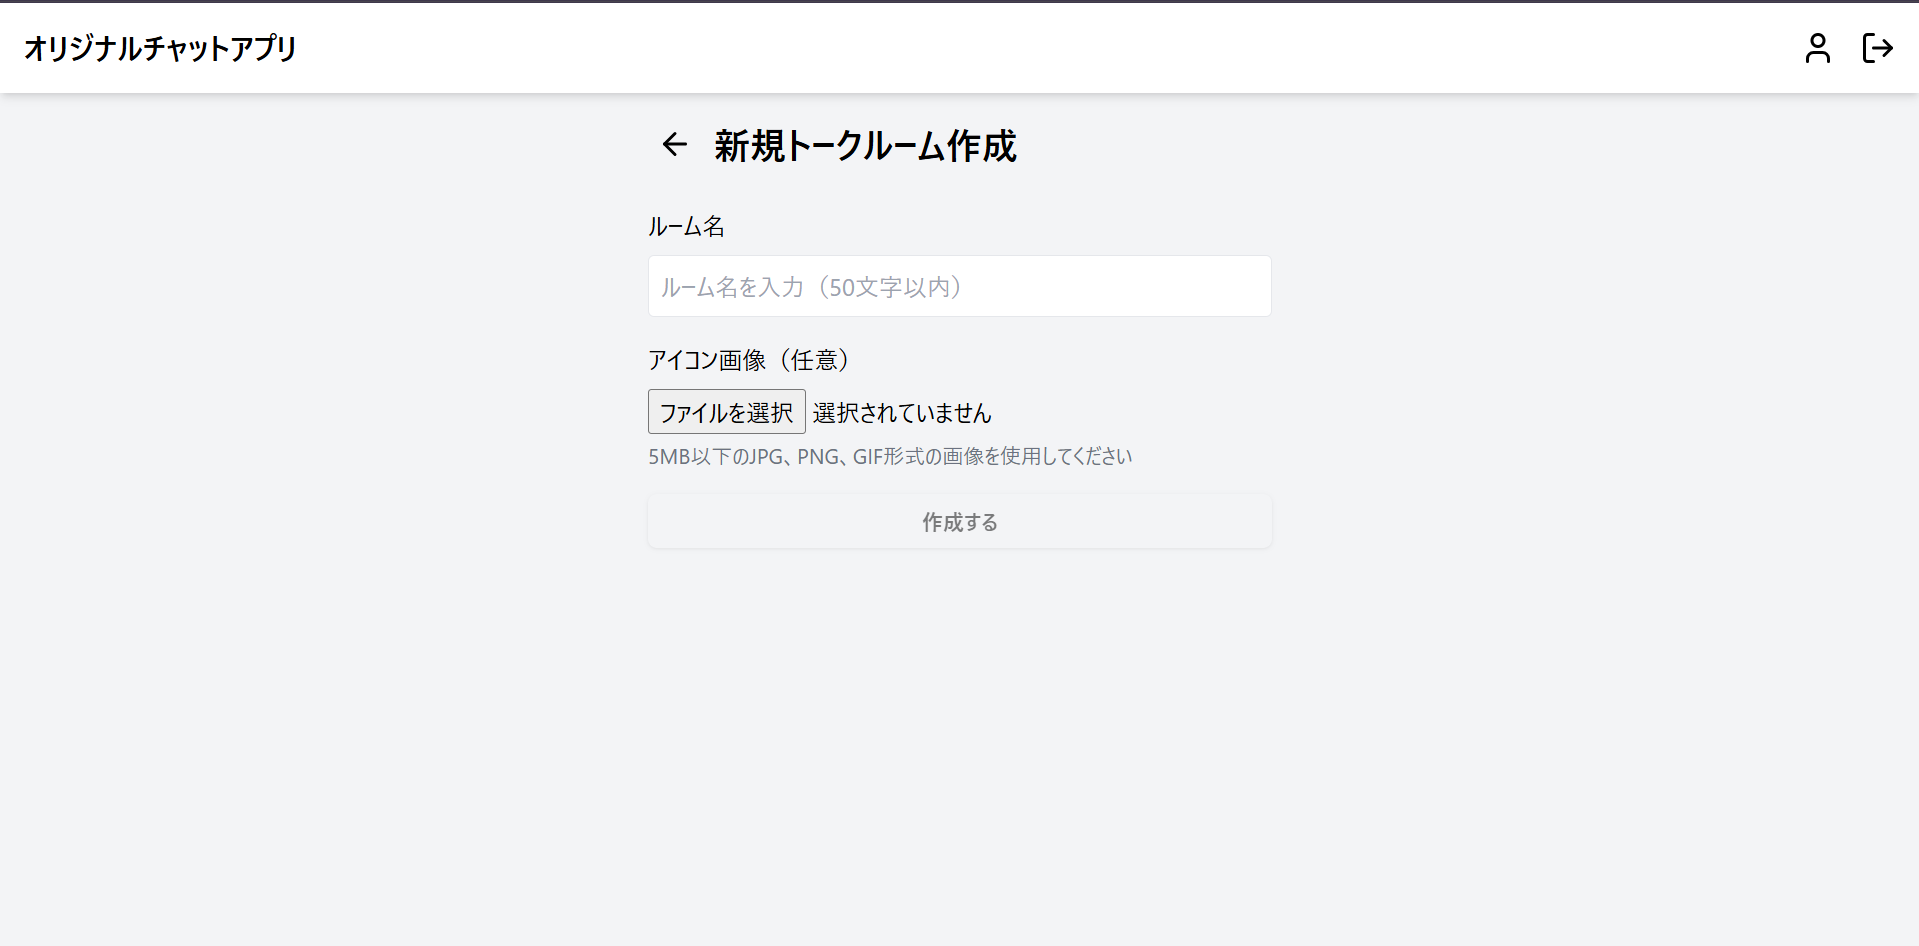 オリジナルチャットアプリ
新規トークルーム作成
ルーム名
ルーム名を入力（50文字以内）
アイコン画像（任意）
ファイルを選択 選択されていません
5MB以下のJPG、PNG、GIF形式の画像を使用してください
作成する